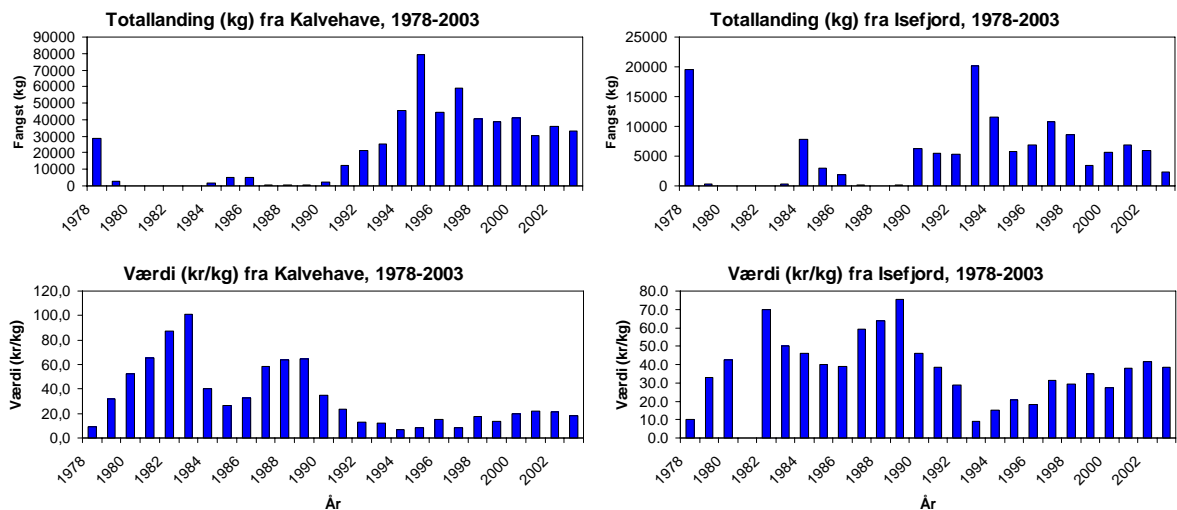 Totallanding (kg) fra Kalvehave, 1978-2003
Fangst (kg)
90000
80000
70000
60000
50000
40000
30000
20000
10000
0
1978 1980 1982 1984 1986 1988 1990 1992 1994 1996 1998 2000 2002
Totallanding (kg) fra Isefjord, 1978-2003
Fangst (kg)
25000
20000
15000
10000
5000
0
1978 1980 1982 1984 1986 1988 1990 1992 1994 1996 1998 2000 2002
Værdi (kr/kg) fra Kalvehave, 1978-2003
Værdi (kr/kg)
120,0
100,0
80,0
60,0
40,0
20,0
0,0
1978 1980 1982 1984 1986 1988 1990 1992 1994 1996 1998 2000 2002
År
Værdi (kr/kg) fra Isefjord, 1978-2003
Værdi (kr/kg)
80.0
70.0
60.0
50.0
40.0
30.0
20.0
10.0
0.0
1978 1980 1982 1984 1986 1988 1990 1992 1994 1996 1998 2000 2002
År